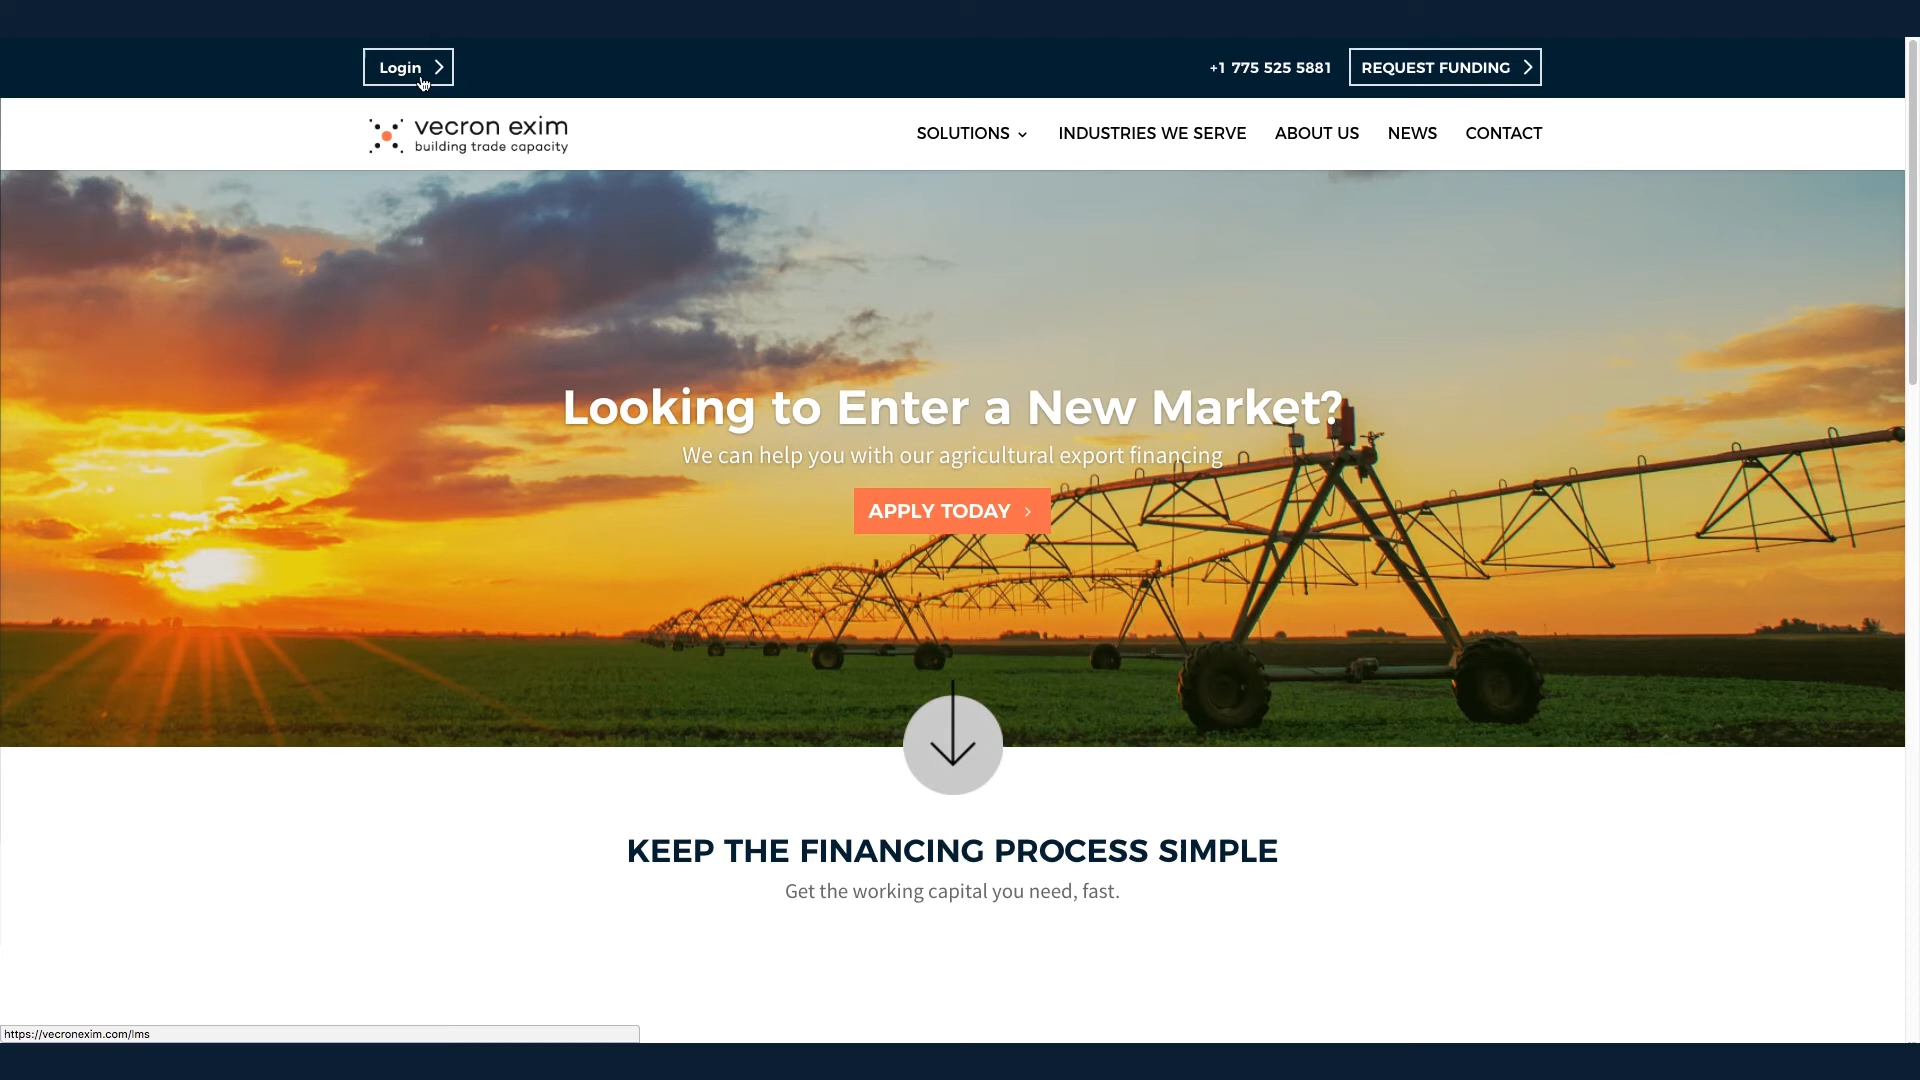 Login
+1 775 525 5881
REQUEST FUNDING
vecron exim
building trade capacity
SOLUTIONS
INDUSTRIES WE SERVE
ABOUT US
NEWS
CONTACT
Looking to Enter a New Market?
We can help you with our agricultural export financing
APPLY TODAY
KEEP THE FINANCING PROCESS SIMPLE
Get the working capital you need, fast.
https://vecronexim.com/lms